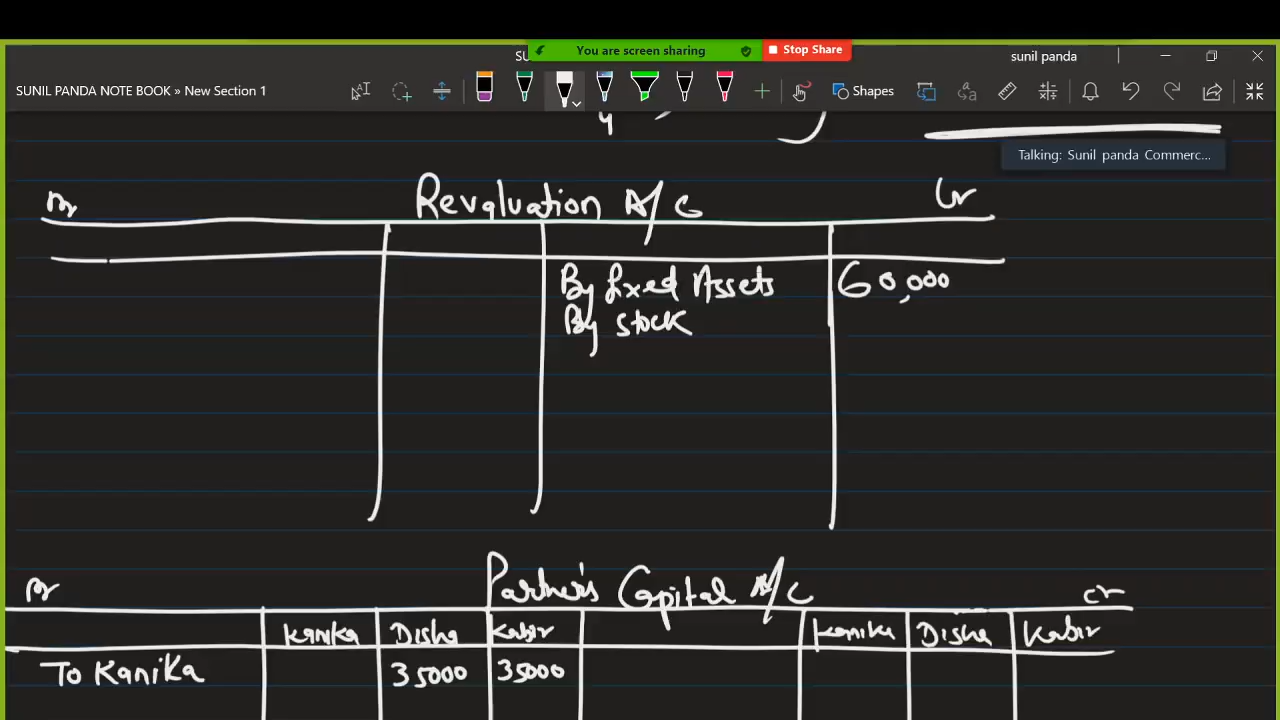 You are screen sharing
Stop Share
SU
sunil panda
SUNIL PANDA NOTE BOOK » New Section 1
Shapes
Talking: Sunil panda Commerc...
Dr Revaluation A/C Cr
By fixed Assets 60,000
By stock
Dr Partner's Capital A/C Cr
Kanika Disha Kabir Kanika Disha Kabir
To Kanika 35000 35000